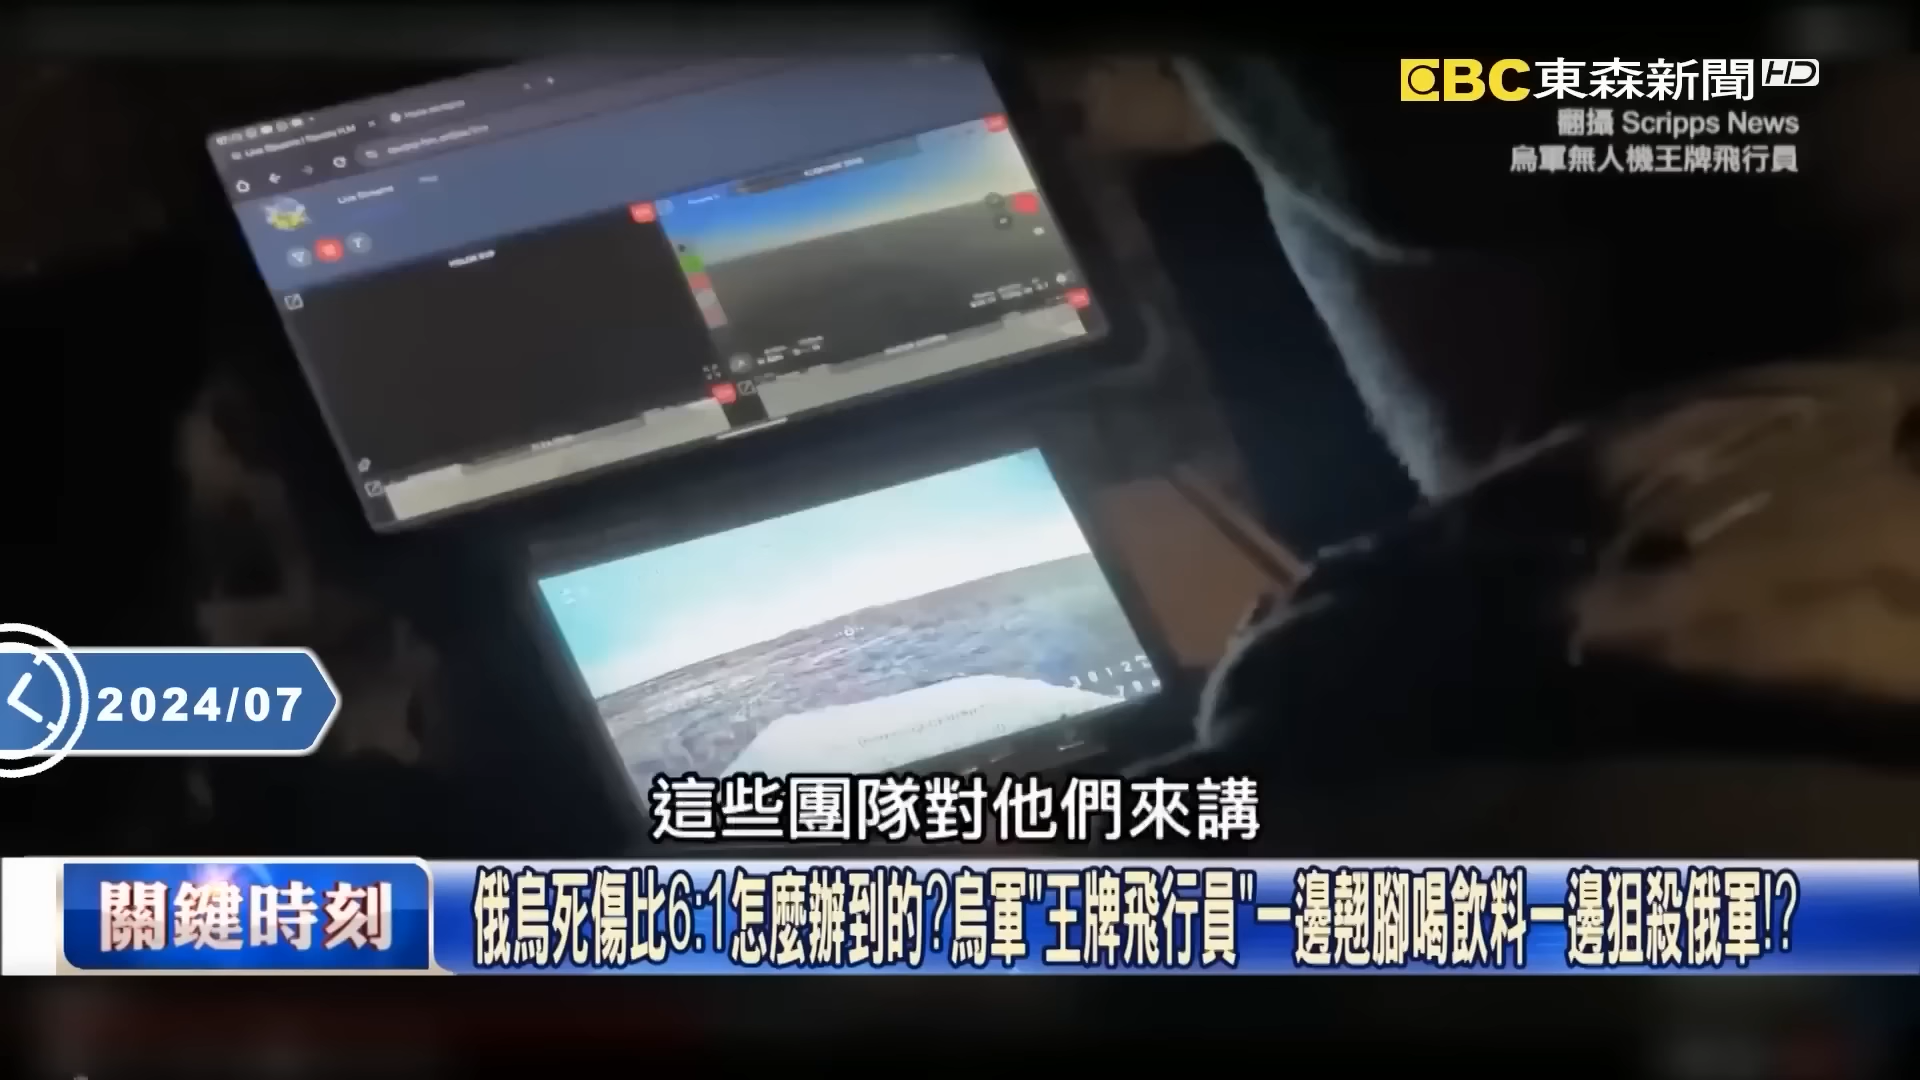 EBC東森新聞HD
翻攝 Scripps News
烏軍無人機王牌飛行員
Live Streams
2024/07
這些團隊對他們來講
關鍵時刻
俄烏死傷比6:1怎麼辦到的?烏軍"王牌飛行員"一邊翹腳喝飲料一邊狙殺俄軍!?